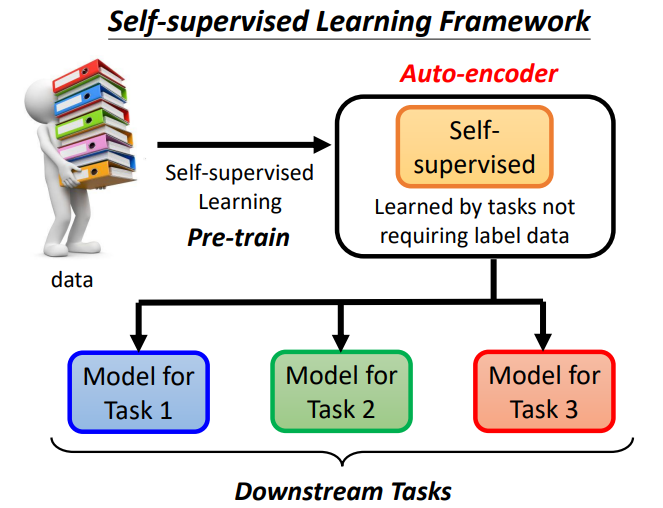 Self-supervised Learning Framework
Auto-encoder
Self-
supervised
Learned by tasks not
requiring label data
Self-supervised
Learning
Pre-train
data
Model for
Task 1
Model for
Task 2
Model for
Task 3
Downstream Tasks